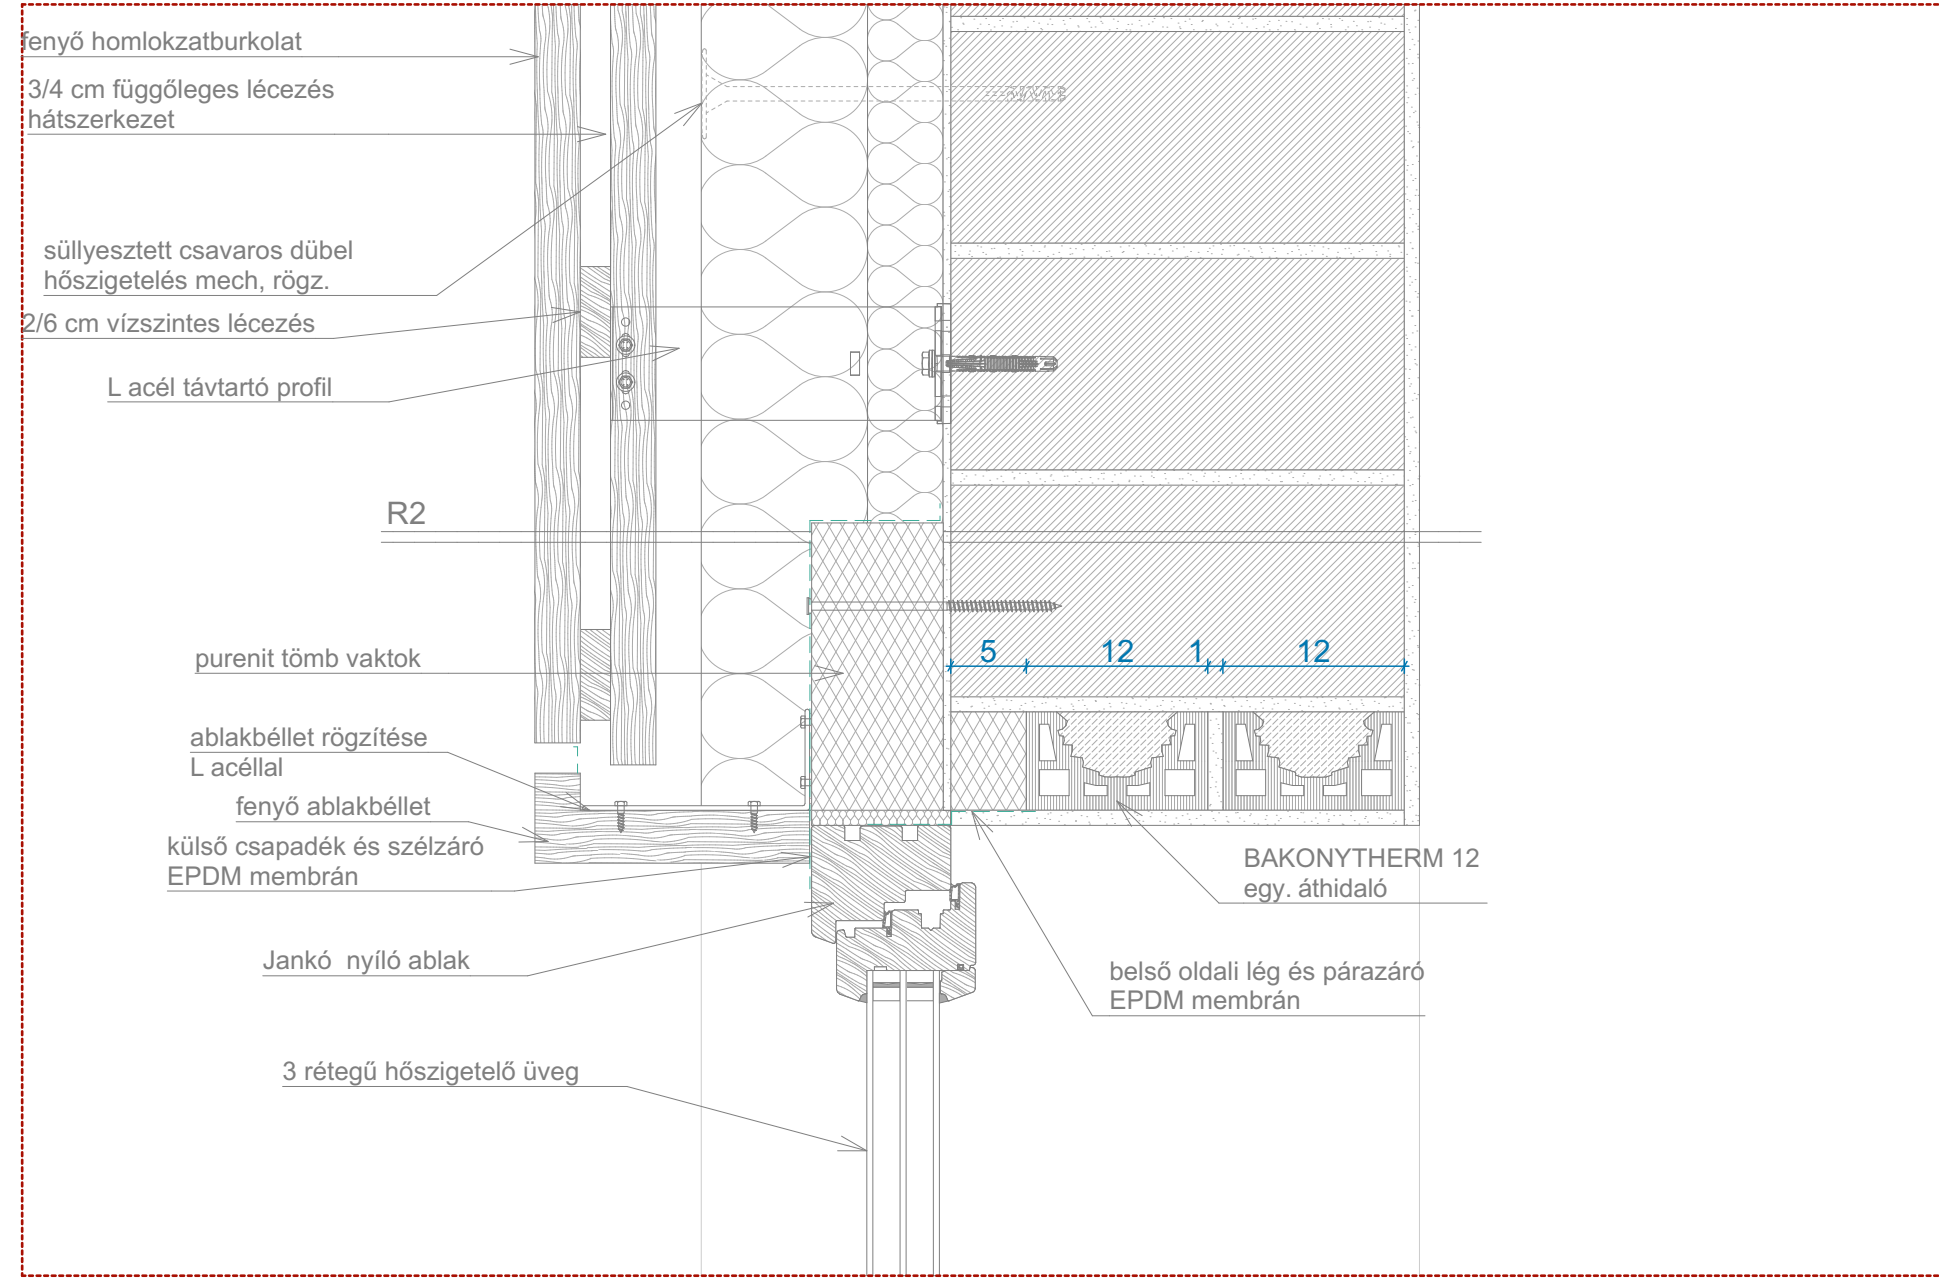 fenyő homlokzatburkolat
3/4 cm függőleges lécezés
hátszerkezet
süllyesztett csavaros dübel
hőszigetelés mech, rögz.
2/6 cm vízszintes lécezés
L acél távtartó profil
R2
purenit tömb vaktok
5
12
1
12
ablakbéllet rögzítése
L acéllal
fenyő ablakbéllet
külső csapadék és szélzáró
EPDM membrán
BAKONYTHERM 12
egy. áthidaló
Jankó  nyíló ablak
belső oldali lég és párazáró
EPDM membrán
3 rétegű hőszigetelő üveg